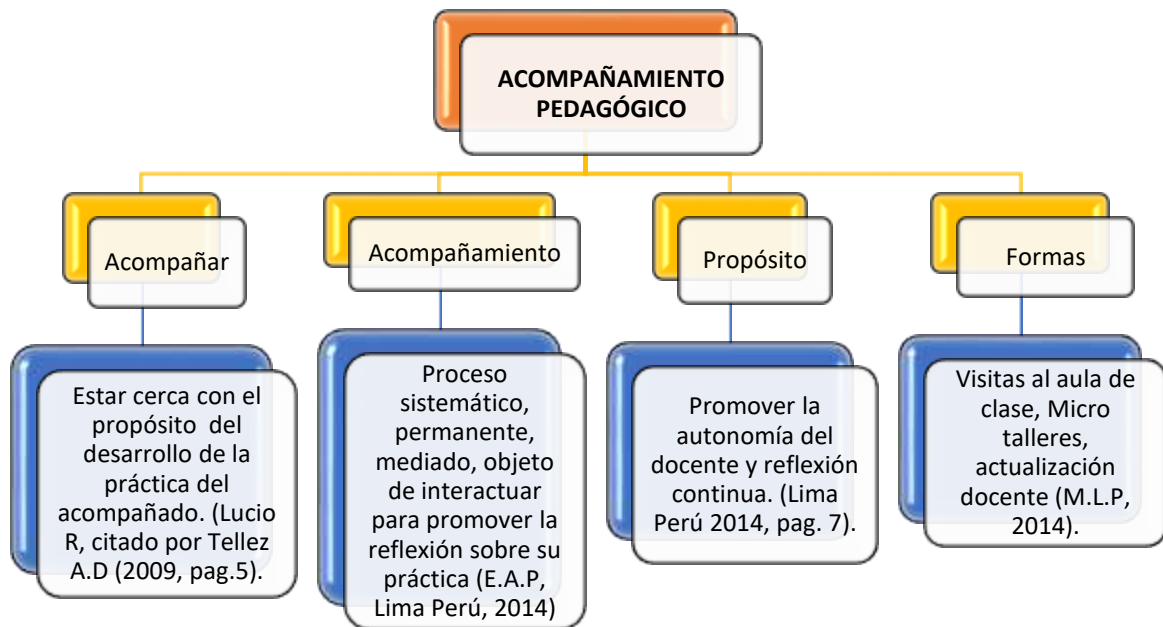 ACOMPAÑAMIENTO
PEDAGÓGICO
Acompañar
Acompañamiento
Propósito
Formas
Estar cerca con el
propósito  del
desarrollo de la
práctica del
acompañado. (Lucio
R, citado por Tellez
A.D (2009, pag.5).
Proceso
sistemático,
permanente,
mediado, objeto
de interactuar
para promover la
reflexión sobre su
práctica (E.A.P,
Lima Perú, 2014)
Promover la
autonomía del
docente y reflexión
continua. (Lima
Perú 2014, pag. 7).
Visitas al aula de
clase, Micro
talleres,
actualización
docente (M.L.P,
2014).